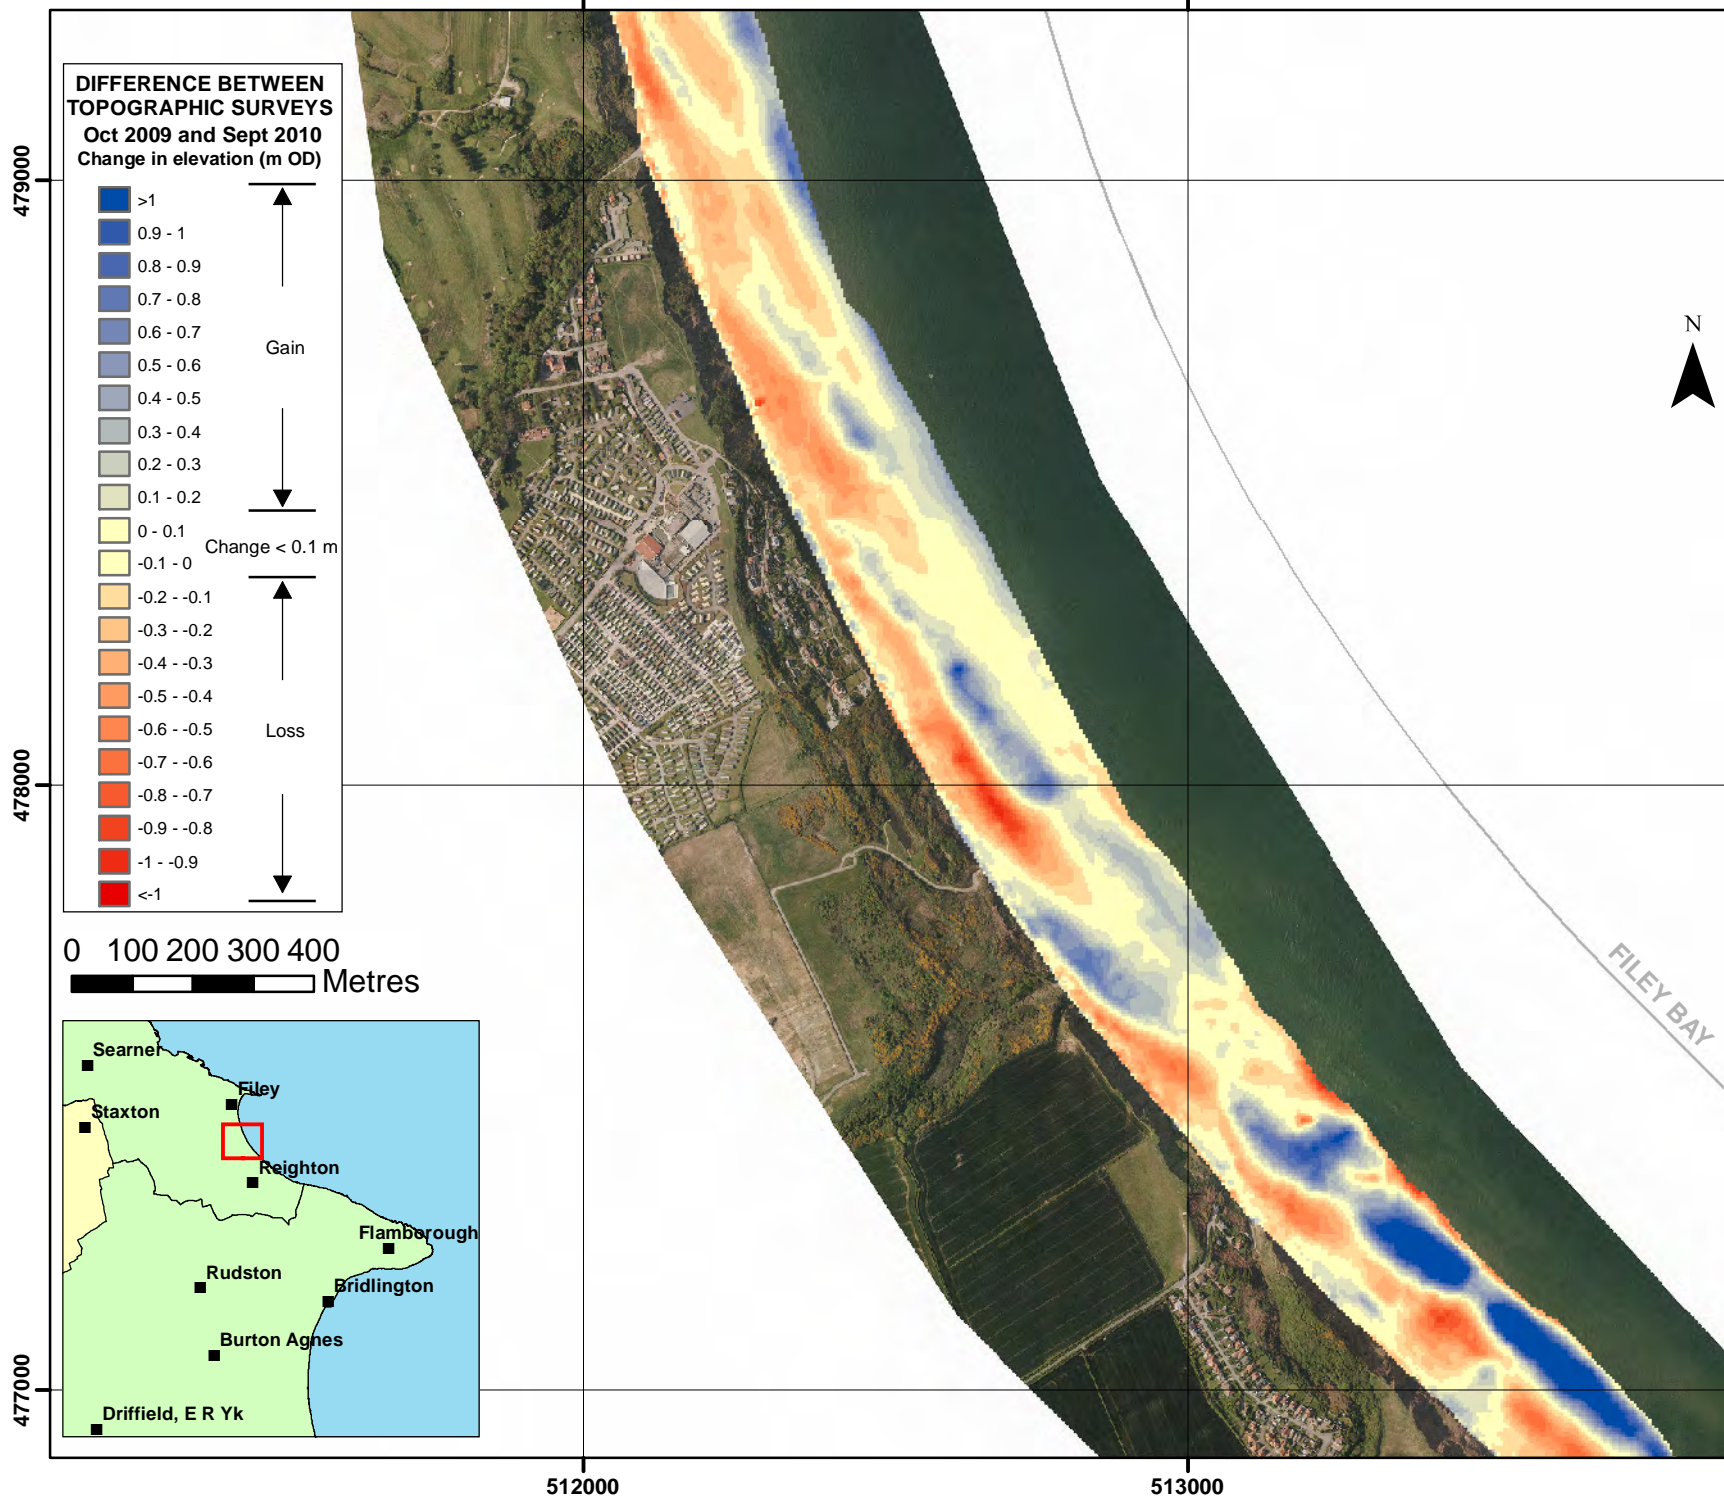 DIFFERENCE BETWEEN
TOPOGRAPHIC SURVEYS
Oct 2009 and Sept 2010
Change in elevation (m OD)
>1
0.9 - 1
0.8 - 0.9
0.7 - 0.8
0.6 - 0.7
0.5 - 0.6
0.4 - 0.5
0.3 - 0.4
0.2 - 0.3
0.1 - 0.2
0 - 0.1
-0.1 - 0
-0.2 - -0.1
-0.3 - -0.2
-0.4 - -0.3
-0.5 - -0.4
-0.6 - -0.5
-0.7 - -0.6
-0.8 - -0.7
-0.9 - -0.8
-1 - -0.9
<-1
Gain
Change < 0.1 m
Loss
0 100 200 300 400
Metres
Searner
Filey
Staxton
Reighton
Flamborough
Rudston
Bridlington
Burton Agnes
Driffield, E R Yk
N
FILEY BAY
479000
478000
477000
512000
513000